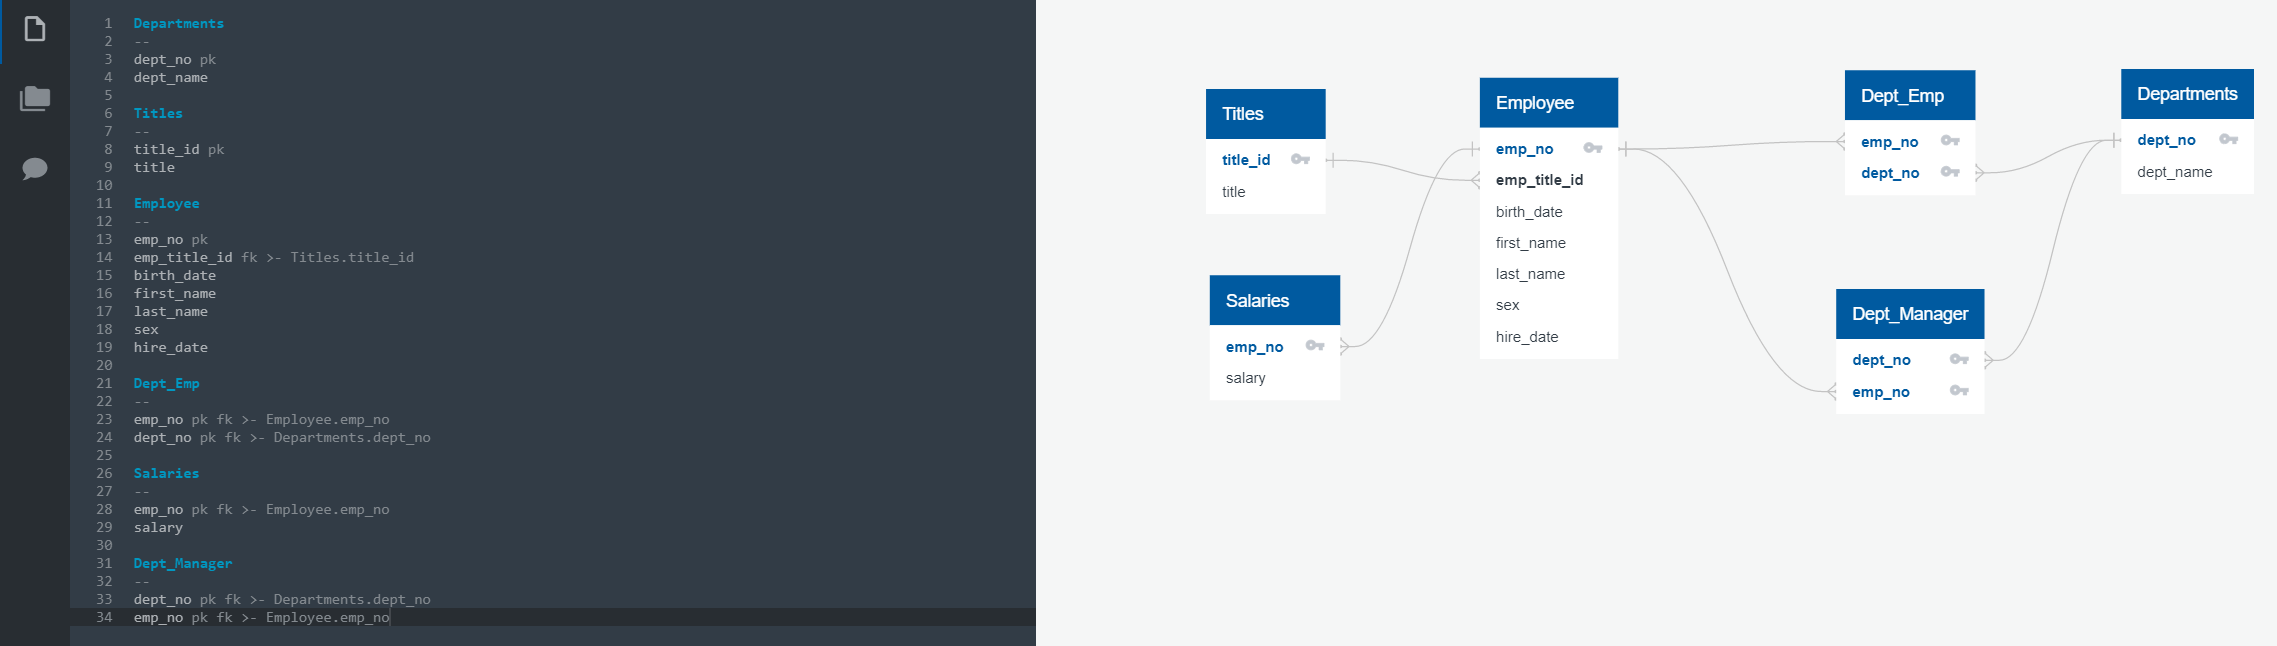 1 Departments
2 --
3 dept_no pk
4 dept_name
5
6 Titles
7 --
8 title_id pk
9 title
10
11 Employee
12 --
13 emp_no pk
14 emp_title_id fk >- Titles.title_id
15 birth_date
16 first_name
17 last_name
18 sex
19 hire_date
20
21 Dept_Emp
22 --
23 emp_no pk fk >- Employee.emp_no
24 dept_no pk fk >- Departments.dept_no
25
26 Salaries
27 --
28 emp_no pk fk >- Employee.emp_no
29 salary
30
31 Dept_Manager
32 --
33 dept_no pk fk >- Departments.dept_no
34 emp_no pk fk >- Employee.emp_no
Titles
title_id
title
Salaries
emp_no
salary
Employee
emp_no
emp_title_id
birth_date
first_name
last_name
sex
hire_date
Dept_Emp
emp_no
dept_no
Dept_Manager
dept_no
emp_no
Departments
dept_no
dept_name